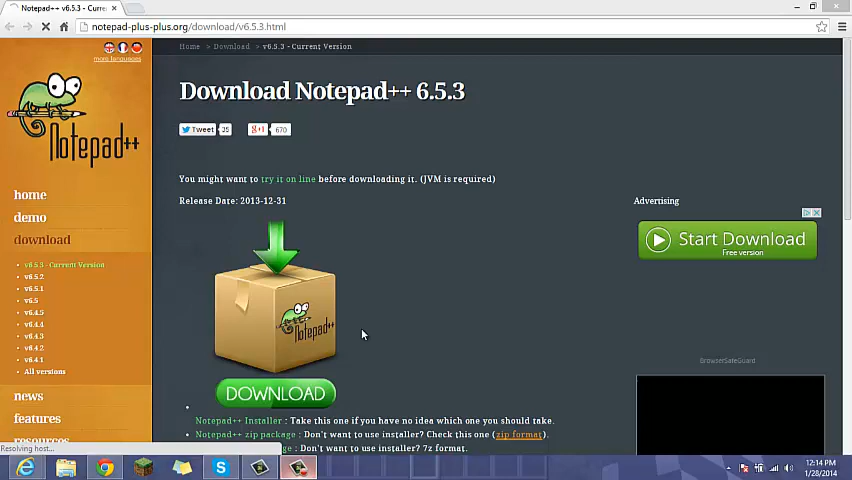 Notepad++ v6.5.3 - Curre
notepad-plus-plus.org/download/v6.5.3.html
Home > Download > v6.5.3 - Current Version
more languages
Notepad++
Download Notepad++ 6.5.3
Tweet 35 g+1 670
You might want to try it on line before downloading it. (JVM is required)
Release Date: 2013-12-31
Advertising
Start Download
Free version
home
demo
download
v6.5.3 - Current Version
v6.5.2
v6.5.1
v6.5
v6.4.5
v6.4.4
v6.4.3
v6.4.2
v6.4.1
All versions
news
features
resources
Notepad++
DOWNLOAD
BrowserSafeGuard
Notepad++ Installer : Take this one if you have no idea which one you should take.
Notepad++ zip package : Don't want to use installer? Check this one (zip format).
: Don't want to use installer? 7z format.
Resolving host...
12:14 PM
1/28/2014